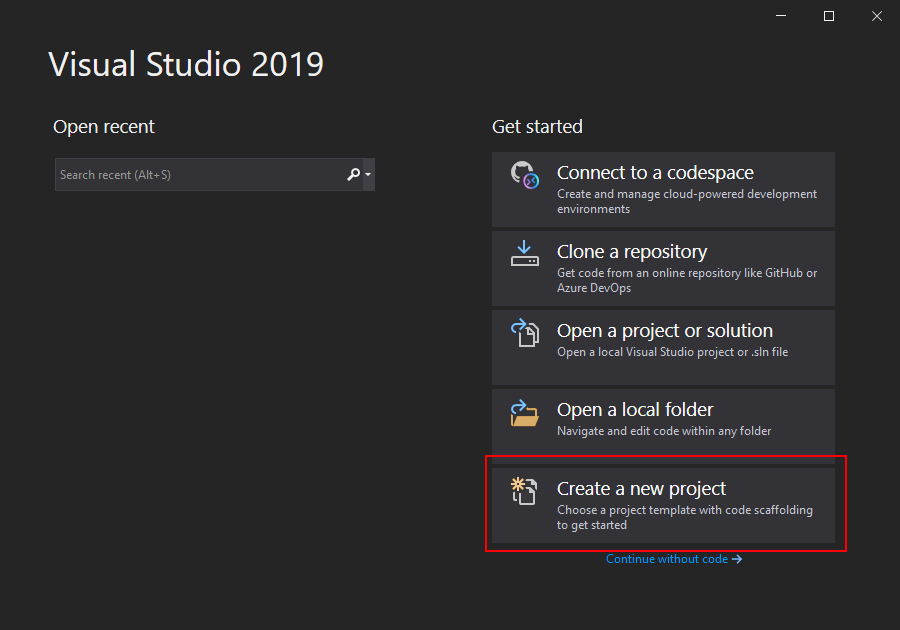 Visual Studio 2019
Open recent
Search recent (Alt+S)
Get started
Connect to a codespace
Create and manage cloud-powered development
environments
Clone a repository
Get code from an online repository like GitHub or
Azure DevOps
Open a project or solution
Open a local Visual Studio project or .sln file
Open a local folder
Navigate and edit code within any folder
Create a new project
Choose a project template with code scaffolding
to get started
Continue without code →